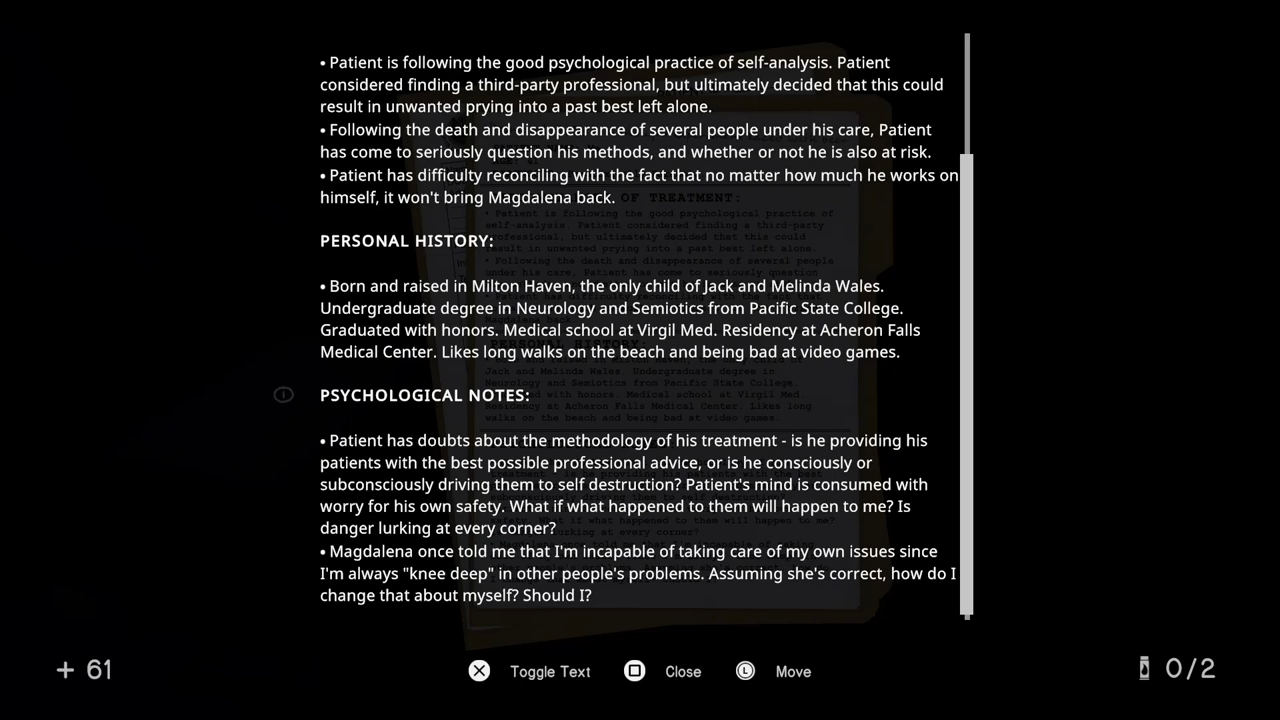 • Patient is following the good psychological practice of self-analysis. Patient
considered finding a third-party professional, but ultimately decided that this could
result in unwanted prying into a past best left alone.
• Following the death and disappearance of several people under his care, Patient
has come to seriously question his methods, and whether or not he is also at risk.
• Patient has difficulty reconciling with the fact that no matter how much he works on
himself, it won't bring Magdalena back.
PERSONAL HISTORY:
• Born and raised in Milton Haven, the only child of Jack and Melinda Wales.
Undergraduate degree in Neurology and Semiotics from Pacific State College.
Graduated with honors. Medical school at Virgil Med. Residency at Acheron Falls
Medical Center. Likes long walks on the beach and being bad at video games.
PSYCHOLOGICAL NOTES:
• Patient has doubts about the methodology of his treatment - is he providing his
patients with the best possible professional advice, or is he consciously or
subconsciously driving them to self destruction? Patient's mind is consumed with
worry for his own safety. What if what happened to them will happen to me? Is
danger lurking at every corner?
• Magdalena once told me that I'm incapable of taking care of my own issues since
I'm always "knee deep" in other people's problems. Assuming she's correct, how do I
change that about myself? Should I?
+ 61
Toggle Text
Close
L Move
0/2